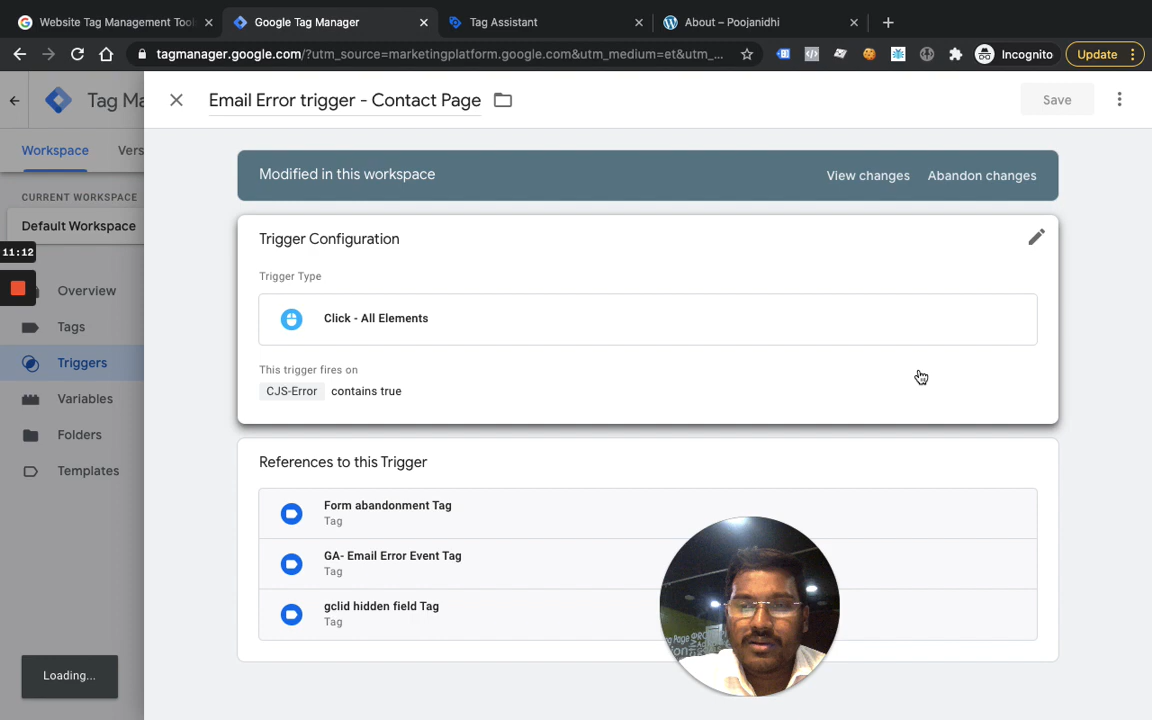 Website Tag Management Too
Google Tag Manager
Tag Assistant
About – Poojanidhi
tagmanager.google.com/?utm_source=marketingplatform.google.com&utm_medium=et&utm_...
Incognito
Update
Tag Ma
Email Error trigger - Contact Page
Save
Workspace
Vers
Modified in this workspace
View changes
Abandon changes
CURRENT WORKSPACE
Default Workspace
11:12
Trigger Configuration
Trigger Type
Click - All Elements
This trigger fires on
CJS-Error contains true
Overview
Tags
Triggers
Variables
Folders
Templates
References to this Trigger
Form abandonment Tag
Tag
GA- Email Error Event Tag
Tag
gclid hidden field Tag
Tag
Loading...